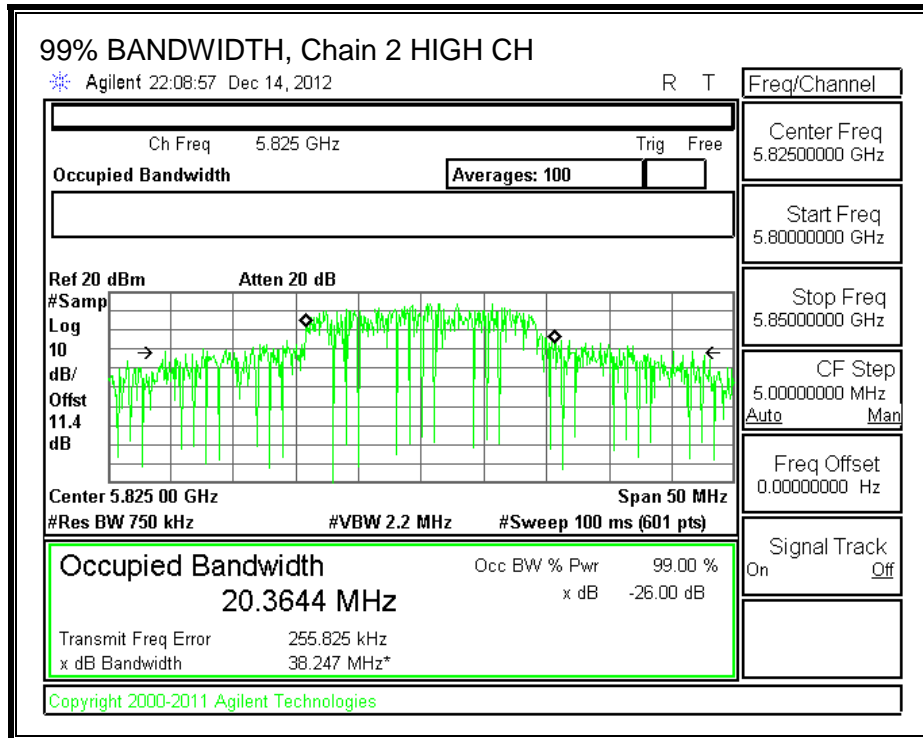 99% BANDWIDTH, Chain 2 HIGH CH
Agilent 22:08:57 Dec 14, 2012 R T
Freq/Channel
Ch Freq 5.825 GHz Trig Free
Occupied Bandwidth Averages: 100
Center Freq
5.82500000 GHz
Start Freq
5.80000000 GHz
Stop Freq
5.85000000 GHz
CF Step
5.00000000 MHz
Auto Man
Freq Offset
0.00000000 Hz
Signal Track
On Off
Ref 20 dBm Atten 20 dB
#Samp
Log
10
dB/
Offst
11.4
dB
Center 5.825 00 GHz Span 50 MHz
#Res BW 750 kHz #VBW 2.2 MHz #Sweep 100 ms (601 pts)
Occupied Bandwidth Occ BW % Pwr 99.00 %
20.3644 MHz x dB -26.00 dB
Transmit Freq Error 255.825 kHz
x dB Bandwidth 38.247 MHz*
Copyright 2000-2011 Agilent Technologies